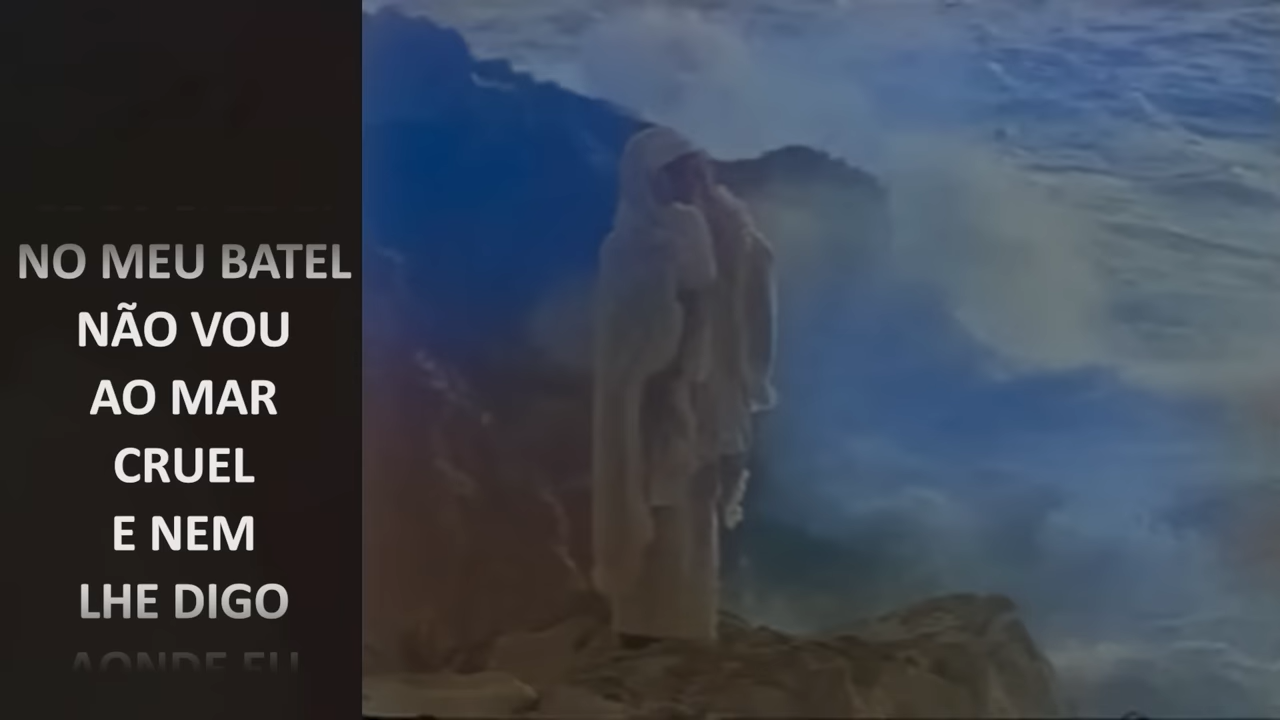 NO MEU BATEL
NÃO VOU
AO MAR
CRUEL
E NEM
LHE DIGO
AONDE EU